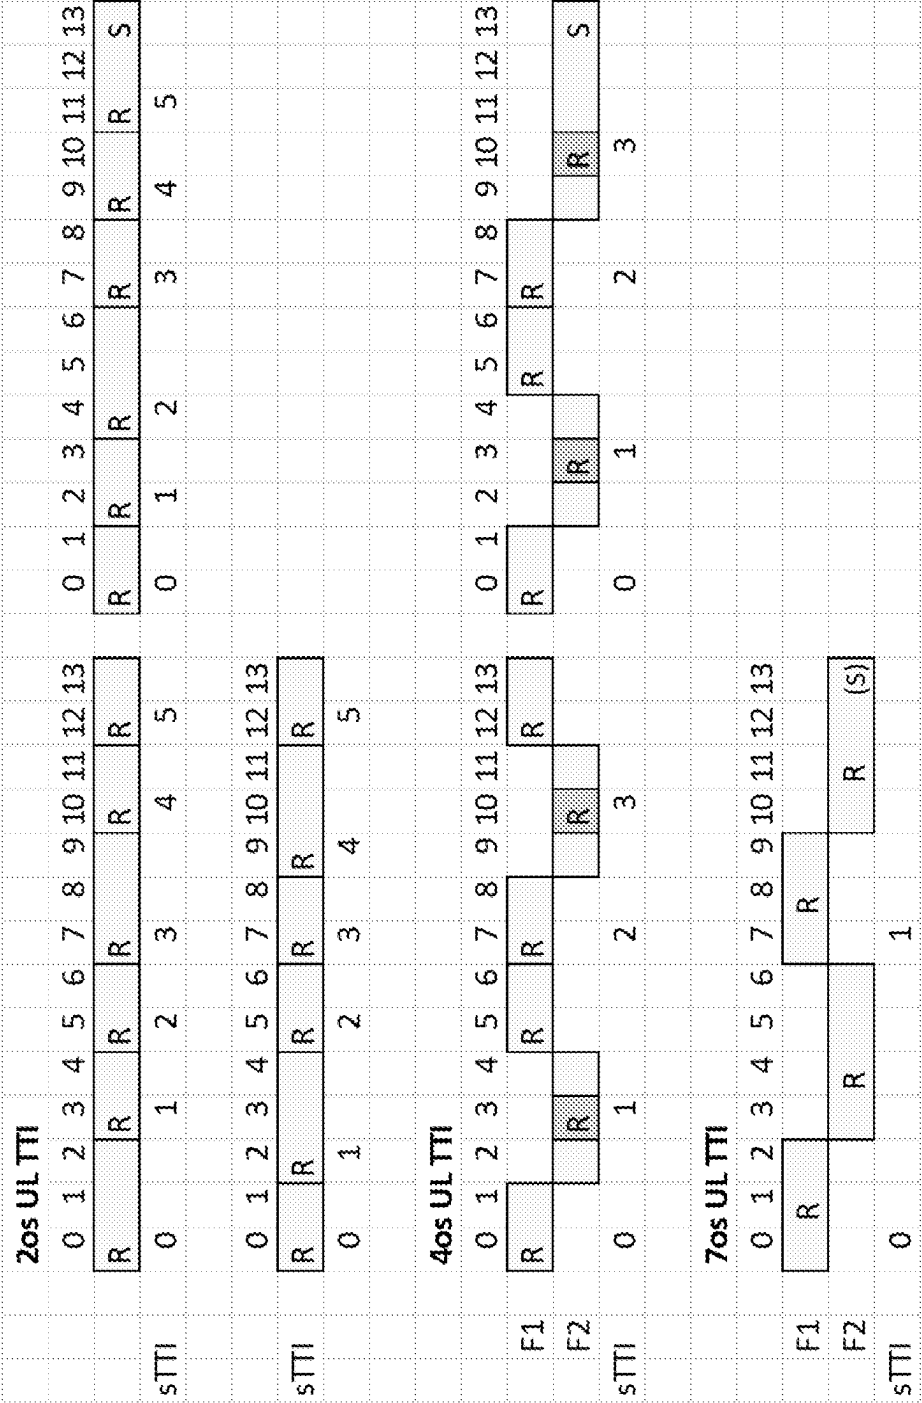 2os UL TTI
0 1 2 3 4 5 6 7 8 9 10 11 12 13 0 1 2 3 4 5 6 7 8 9 10 11 12 13
R R R R R R R R R R R R S
sTTI 0 1 2 3 4 5 0 1 2 3 4 5
0 1 2 3 4 5 6 7 8 9 10 11 12 13
R R R R R R
sTTI 0 1 2 3 4 5
4os UL TTI
0 1 2 3 4 5 6 7 8 9 10 11 12 13 0 1 2 3 4 5 6 7 8 9 10 11 12 13
F1 R R R R R R R
F2 R R R R S
sTTI 0 1 2 3 0 1 2 3
7os UL TTI
0 1 2 3 4 5 6 7 8 9 10 11 12 13
F1 R R
F2 R R (S)
sTTI 0 1